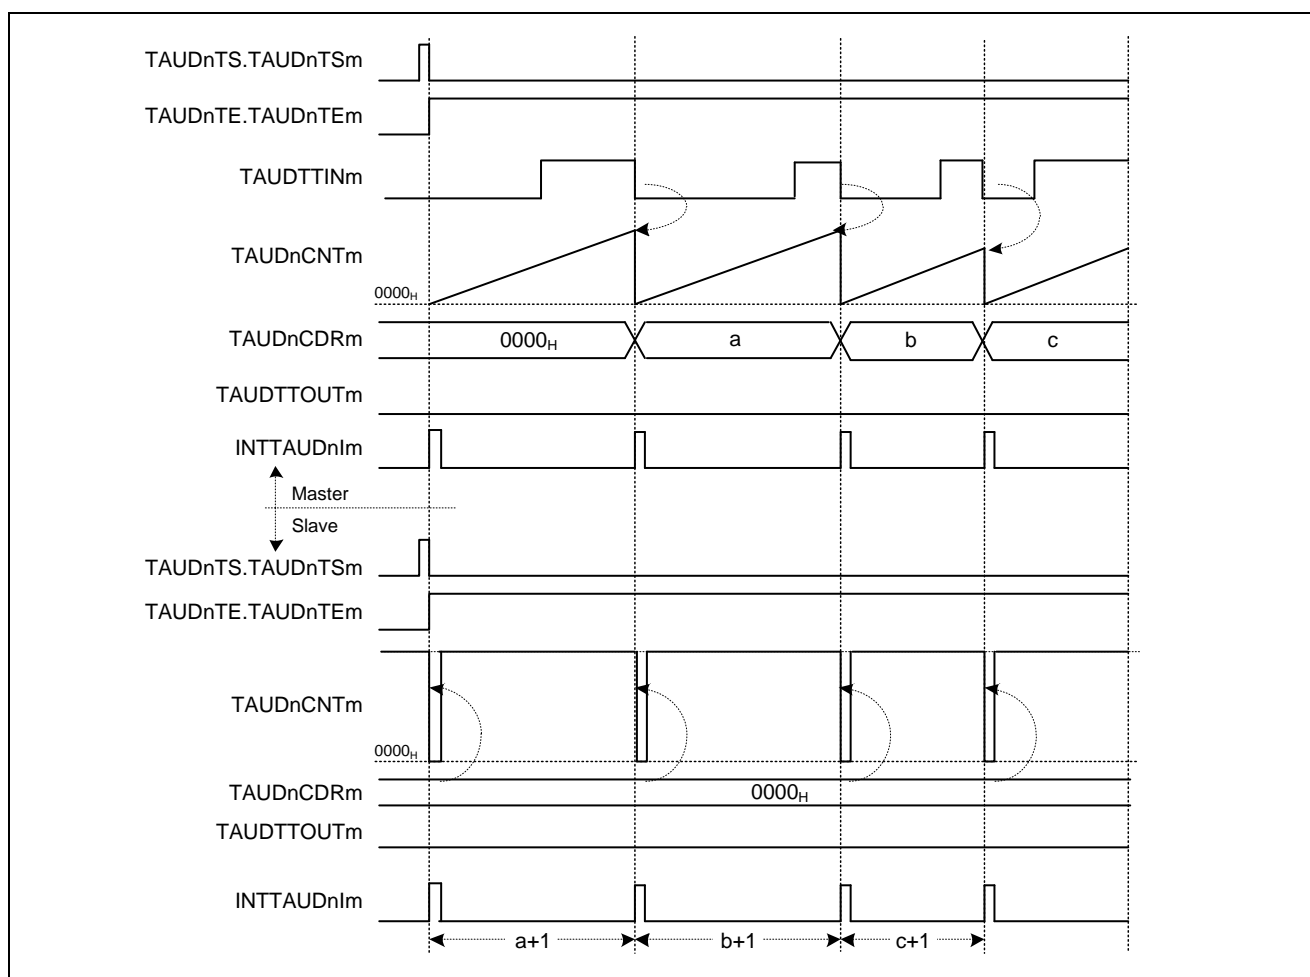 TAUDnTS.TAUDnTSm
TAUDnTE.TAUDnTEm
TAUDTTINm
TAUDnCNTm
0000H
TAUDnCDRm 0000H a b c
TAUDTTOUTm
INTTAUDnIm
Master
Slave
TAUDnTS.TAUDnTSm
TAUDnTE.TAUDnTEm
TAUDnCNTm
0000H
TAUDnCDRm 0000H
TAUDTTOUTm
INTTAUDnIm
a+1 b+1 c+1